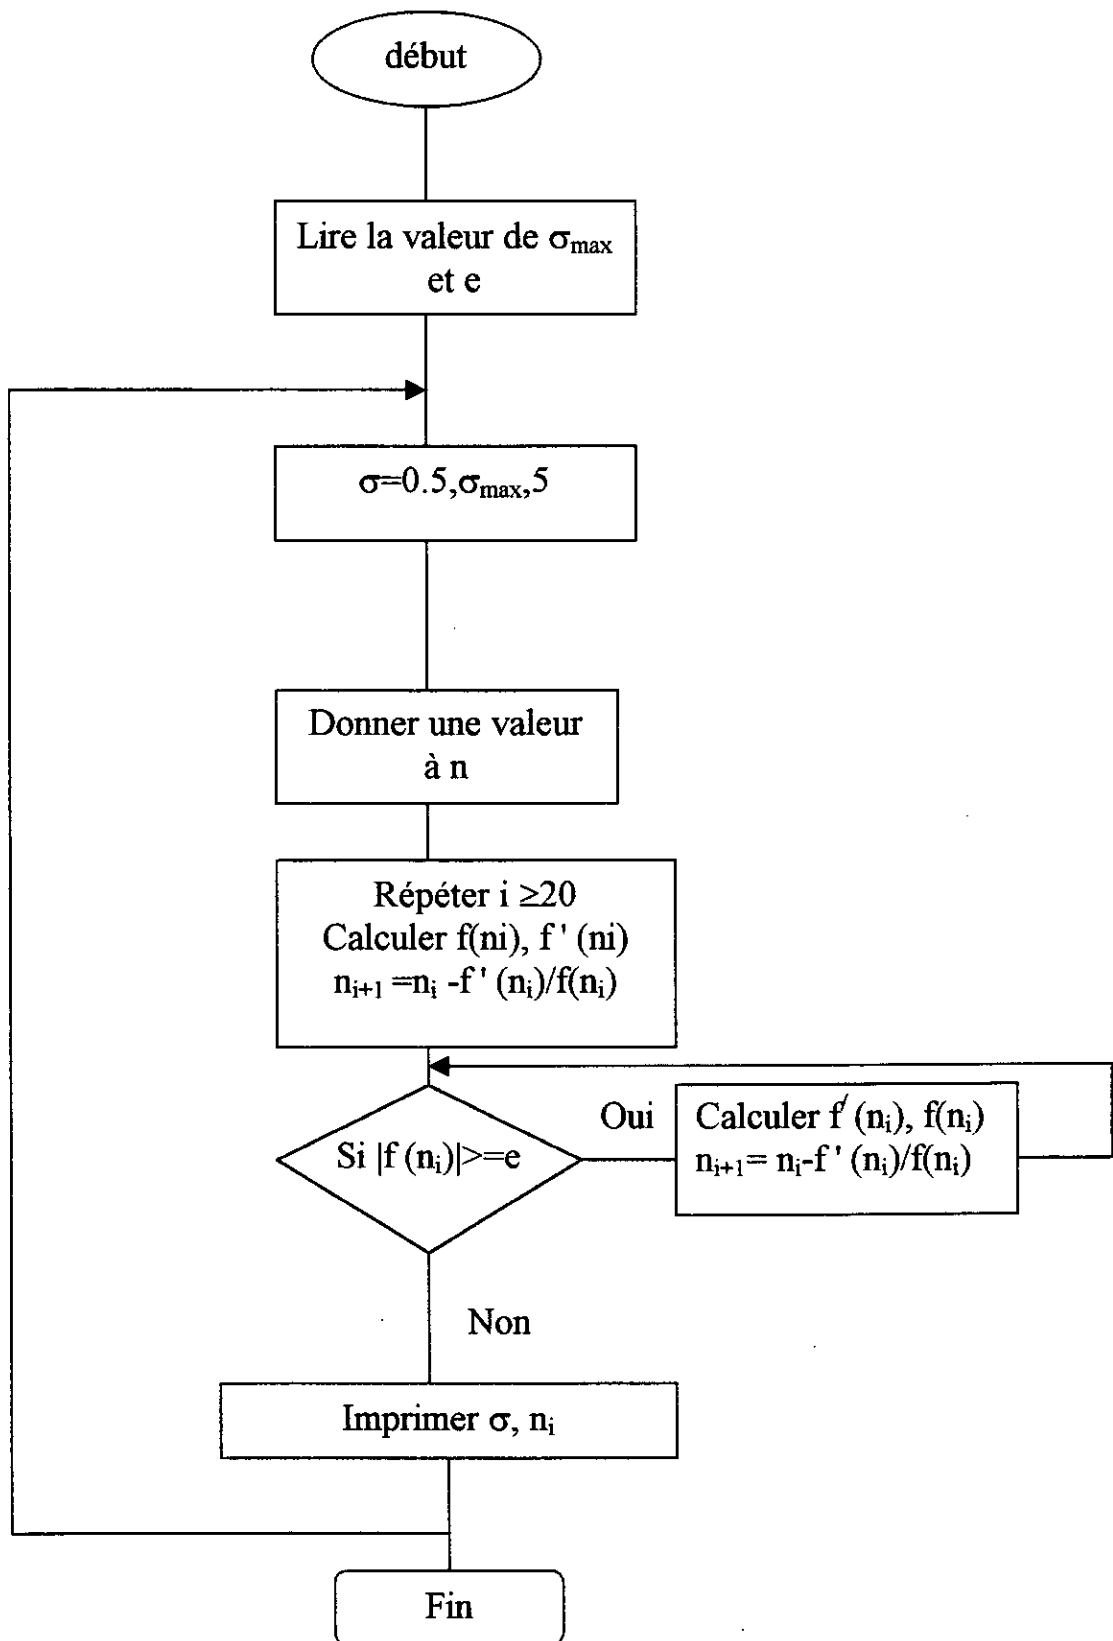 début
Lire la valeur de σmax
et e
σ=0.5,σmax,5
Donner une valeur
à n
Répéter i ≥20
Calculer f(ni), f ' (ni)
ni+1 =ni -f ' (ni)/f(ni)
Si |f (ni)|>=e
Oui
Calculer f′ (ni), f(ni)
ni+1= ni-f ' (ni)/f(ni)
Non
Imprimer σ, ni
Fin